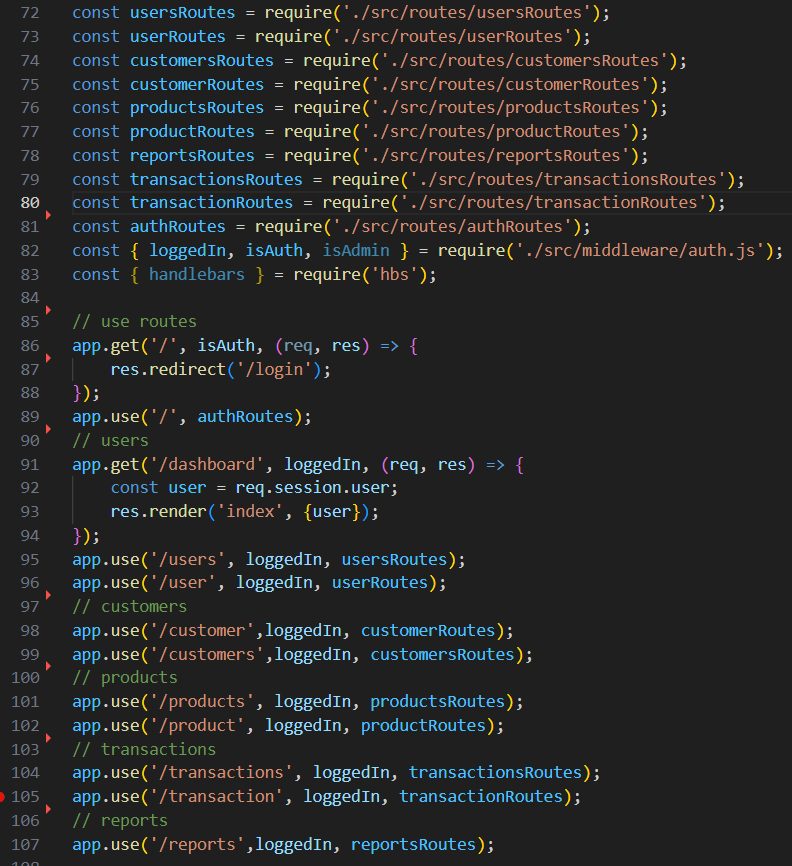 72 const usersRoutes = require('./src/routes/usersRoutes');
73 const userRoutes = require('./src/routes/userRoutes');
74 const customersRoutes = require('./src/routes/customersRoutes');
75 const customerRoutes = require('./src/routes/customerRoutes');
76 const productsRoutes = require('./src/routes/productsRoutes');
77 const productRoutes = require('./src/routes/productRoutes');
78 const reportsRoutes = require('./src/routes/reportsRoutes');
79 const transactionsRoutes = require('./src/routes/transactionsRoutes');
80 const transactionRoutes = require('./src/routes/transactionRoutes');
81 const authRoutes = require('./src/routes/authRoutes');
82 const { loggedIn, isAuth, isAdmin } = require('./src/middleware/auth.js');
83 const { handlebars } = require('hbs');
84
85 // use routes
86 app.get('/', isAuth, (req, res) => {
87     res.redirect('/login');
88 });
89 app.use('/', authRoutes);
90 // users
91 app.get('/dashboard', loggedIn, (req, res) => {
92     const user = req.session.user;
93     res.render('index', {user});
94 });
95 app.use('/users', loggedIn, usersRoutes);
96 app.use('/user', loggedIn, userRoutes);
97 // customers
98 app.use('/customer',loggedIn, customerRoutes);
99 app.use('/customers',loggedIn, customersRoutes);
100 // products
101 app.use('/products', loggedIn, productsRoutes);
102 app.use('/product', loggedIn, productRoutes);
103 // transactions
104 app.use('/transactions', loggedIn, transactionsRoutes);
105 app.use('/transaction', loggedIn, transactionRoutes);
106 // reports
107 app.use('/reports',loggedIn, reportsRoutes);